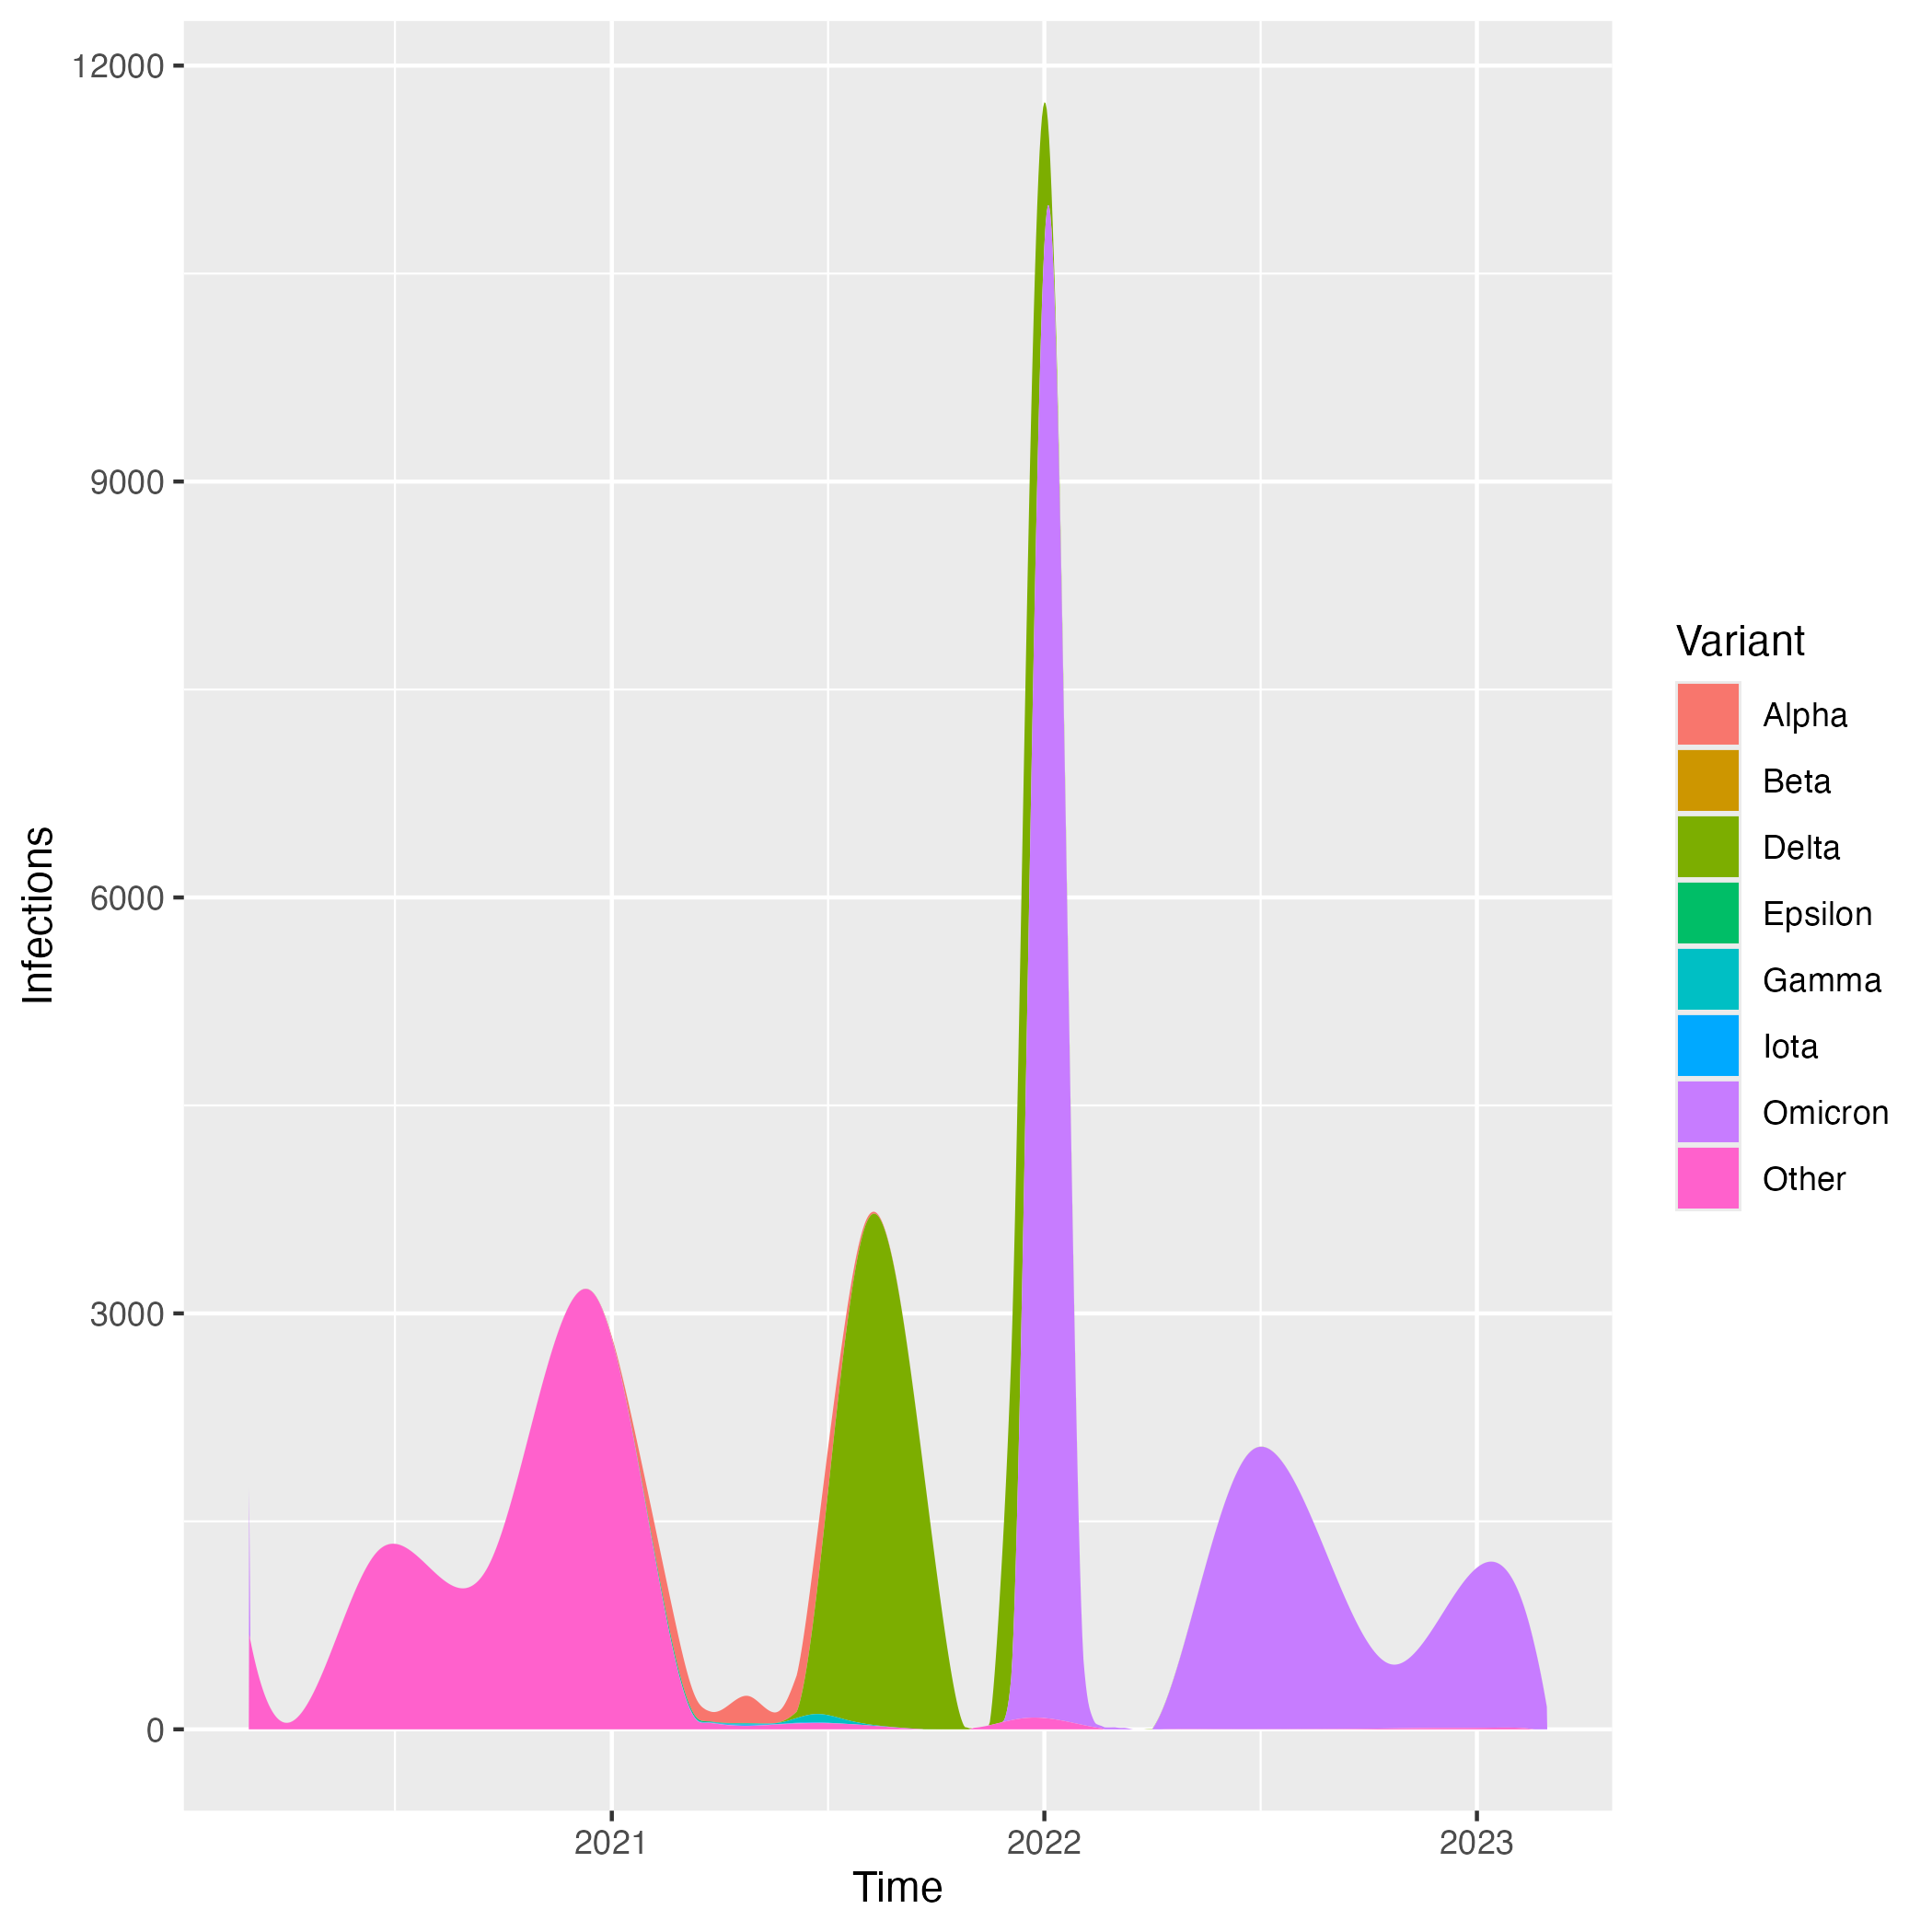 12000
9000
6000
3000
0
Infections
2021
2022
2023
Time
Variant
Alpha
Beta
Delta
Epsilon
Gamma
Iota
Omicron
Other